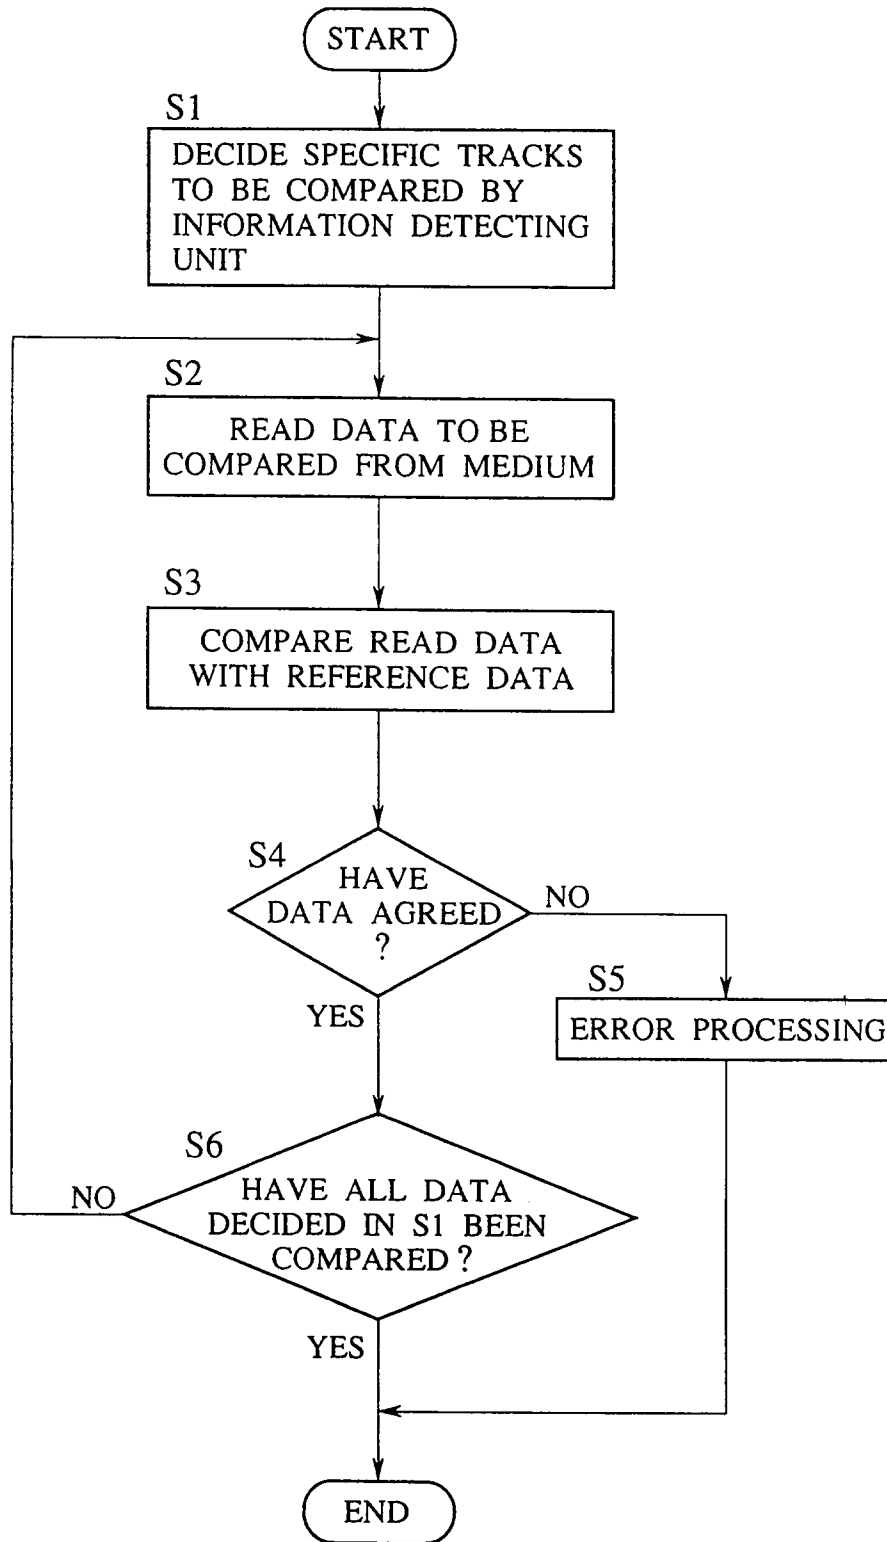 START
S1
DECIDE SPECIFIC TRACKS
TO BE COMPARED BY
INFORMATION DETECTING
UNIT
S2
READ DATA TO BE
COMPARED FROM MEDIUM
S3
COMPARE READ DATA
WITH REFERENCE DATA
S4
HAVE
DATA AGREED
?
NO
YES
S5
ERROR PROCESSING
S6
HAVE ALL DATA
DECIDED IN S1 BEEN
COMPARED ?
NO
YES
END